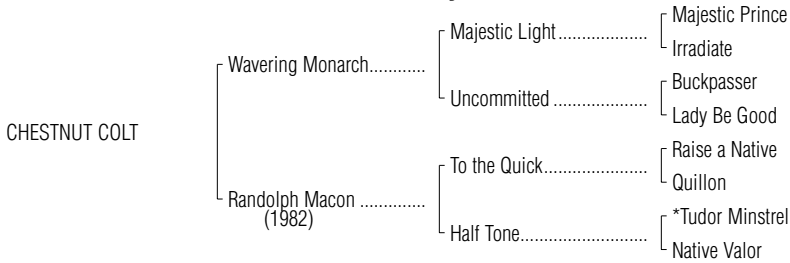 Majestic Prince
Majestic Light....................
Irradiate
Wavering Monarch............
Buckpasser
Uncommitted .....................
Lady Be Good
CHESTNUT COLT
Raise a Native
To the Quick.......................
Quillon
Randolph Macon ..............
(1982)
*Tudor Minstrel
Half Tone............................
Native Valor